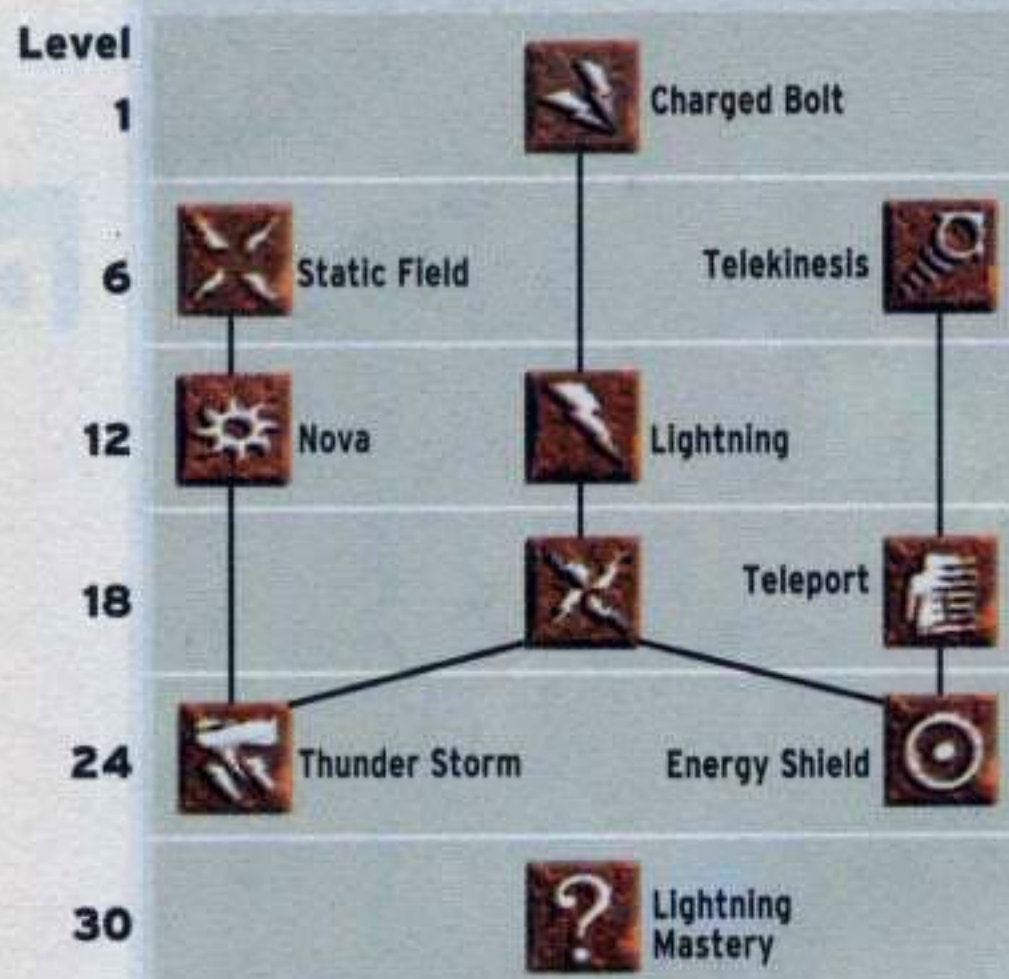 Level
1
Charged Bolt
6
Static Field
Telekinesis
12
Nova
Lightning
18
Teleport
24
Thunder Storm
Energy Shield
30
?
Lightning
Mastery